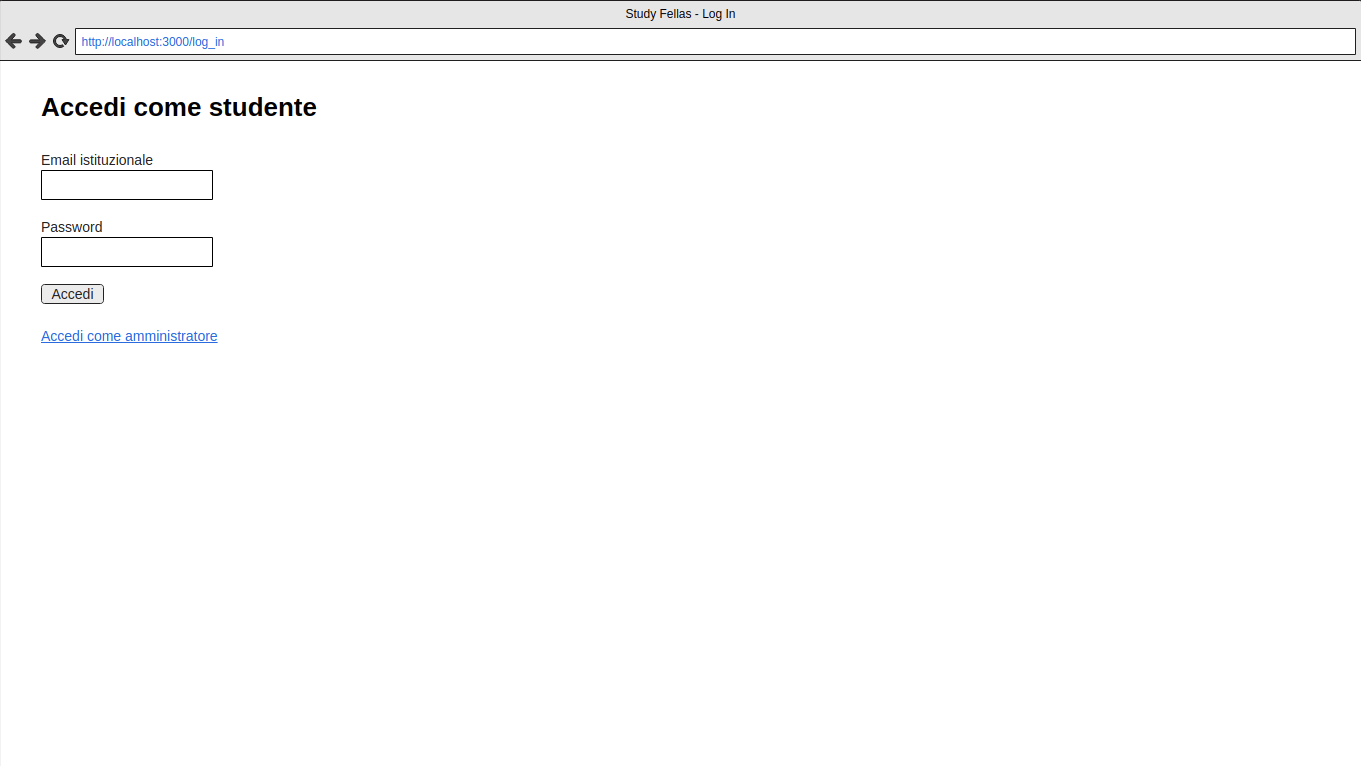 Study Fellas - Log In
http://localhost:3000/log_in
Accedi come studente
Email istituzionale
Password
Accedi
Accedi come amministratore